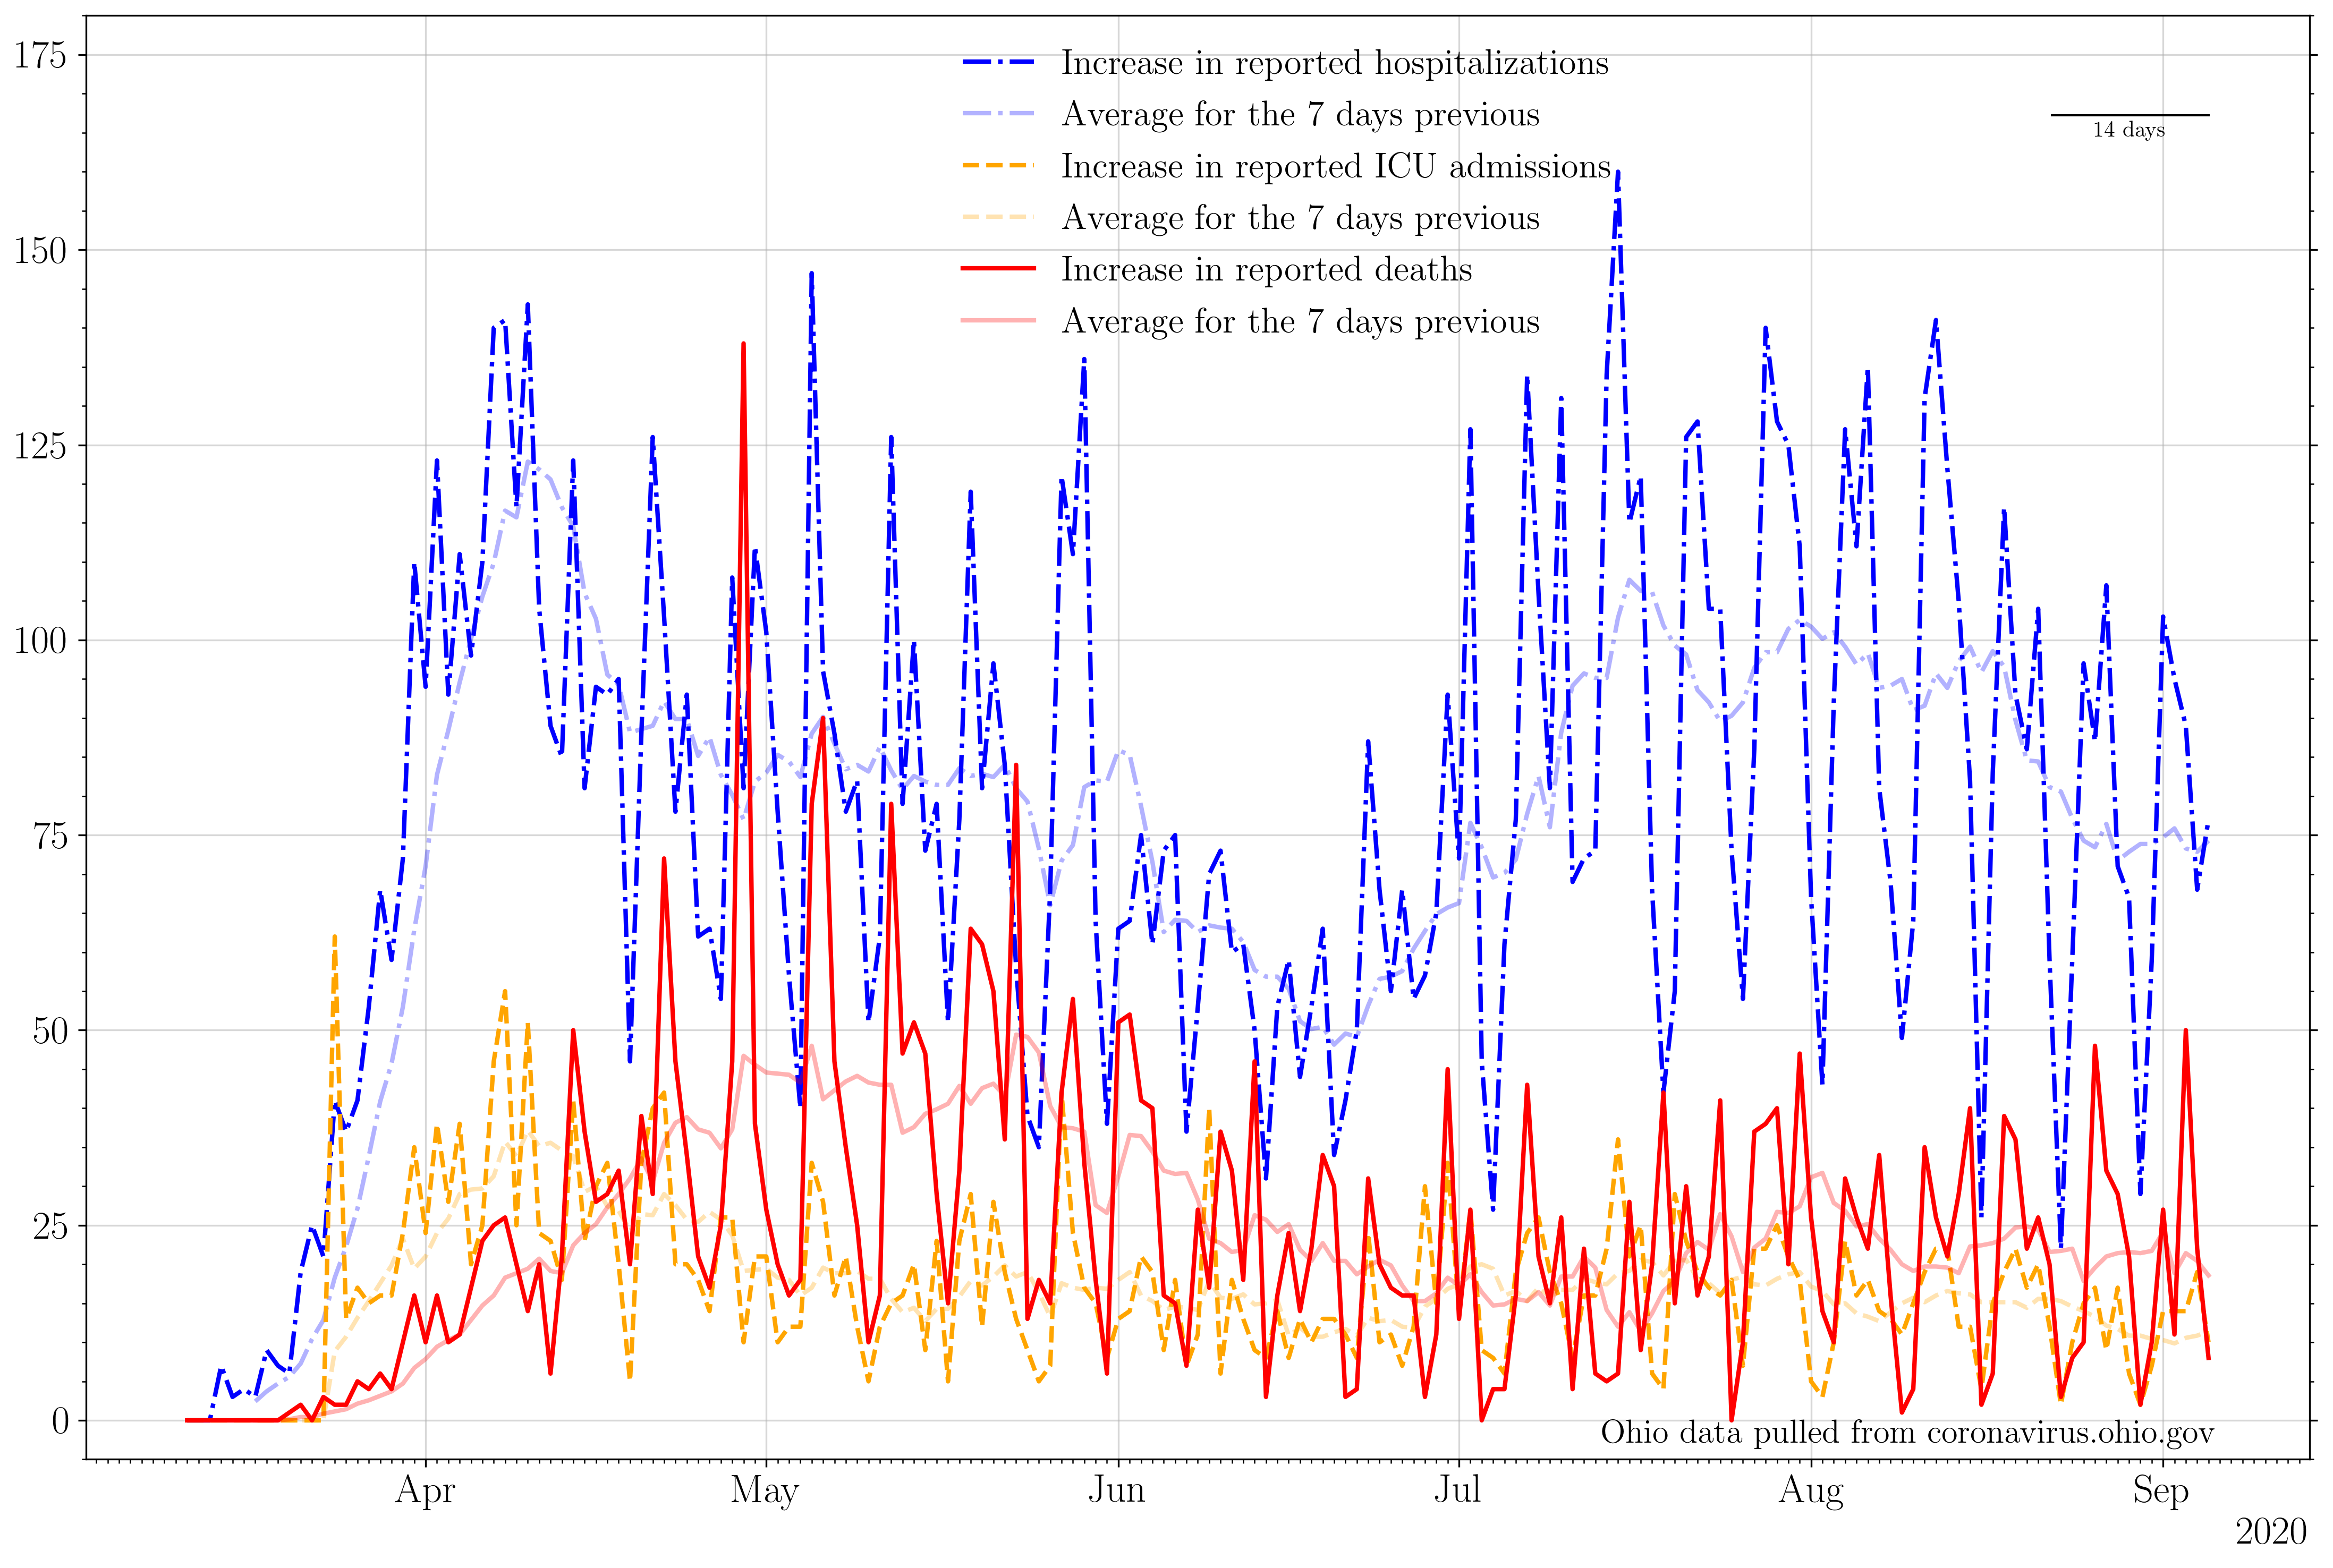 175
150
125
100
75
50
25
0
Increase in reported hospitalizations
Average for the 7 days previous
Increase in reported ICU admissions
Average for the 7 days previous
Increase in reported deaths
Average for the 7 days previous
14 days
Ohio data pulled from coronavirus.ohio.gov
Apr May Jun Jul Aug Sep
2020